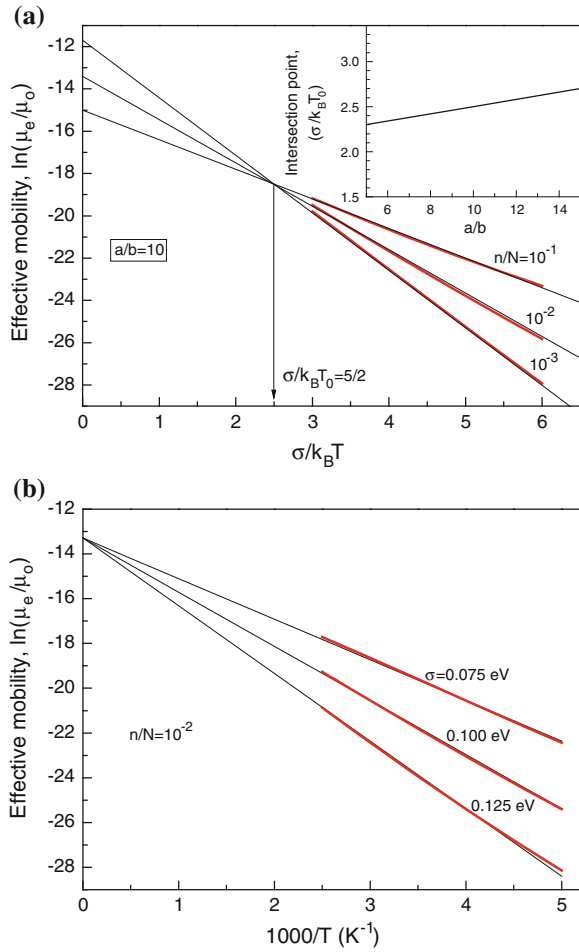 (a)
Effective mobility, ln(μe/μo)
-12
-14
-16
-18
-20
-22
-24
-26
-28
a/b=10
σ/kBT0=5/2
n/N=10-1
10-2
10-3
0 1 2 3 4 5 6
σ/kBT
Intersection point,
(σ/kBT0)
3.3
2.7
2.1
1.5
6 8 10 12 14
a/b
(b)
Effective mobility, ln(μe/μo)
-12
-14
-16
-18
-20
-22
-24
-26
-28
n/N=10-2
σ=0.075 eV
0.100 eV
0.125 eV
0 1 2 3 4 5
1000/T (K-1)